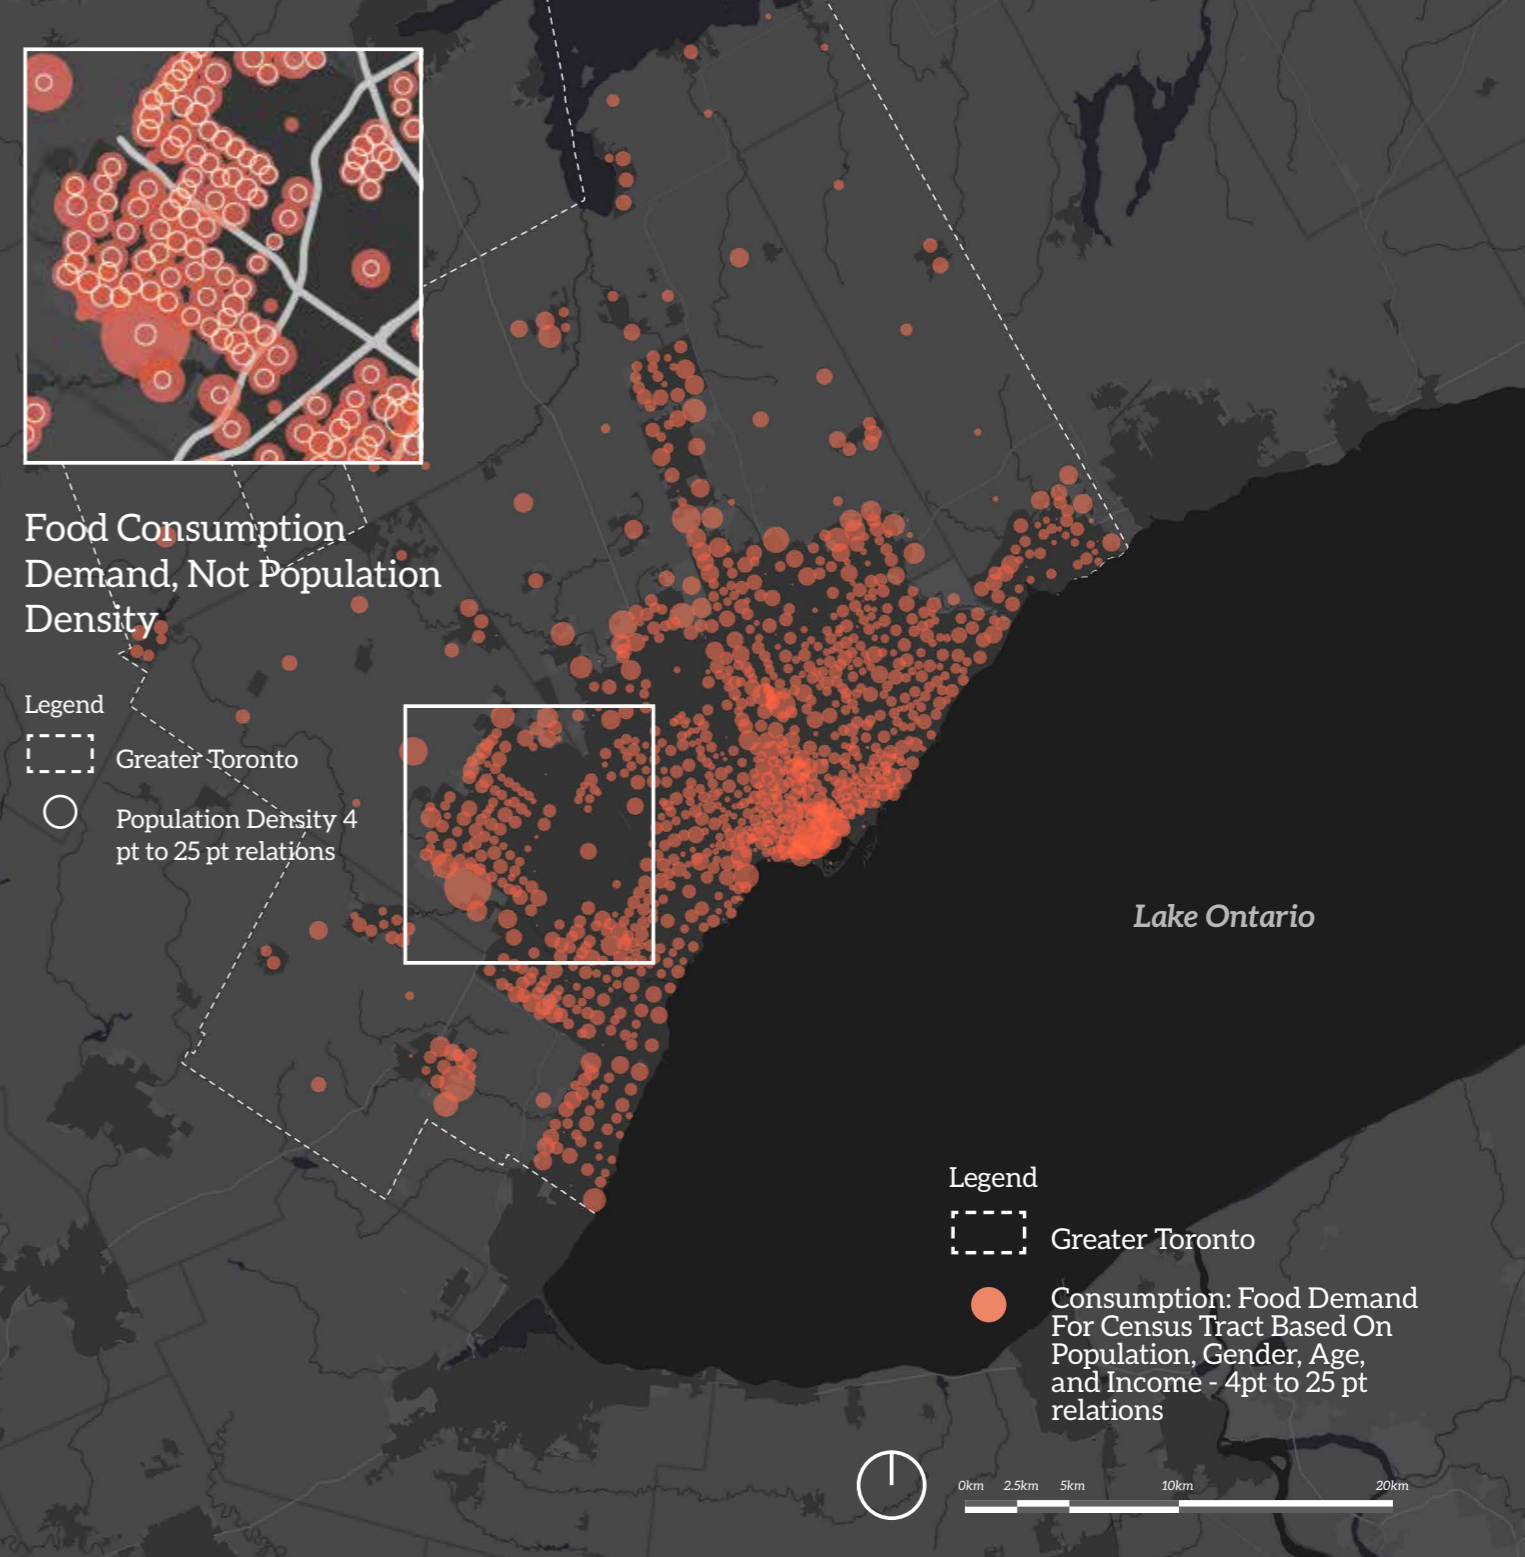 Food Consumption
Demand, Not Population
Density
Legend
Greater Toronto
Population Density 4
pt to 25 pt relations
Lake Ontario
Legend
Greater Toronto
Consumption: Food Demand
For Census Tract Based On
Population, Gender, Age,
and Income - 4pt to 25 pt
relations
0km 2.5km 5km 10km 20km